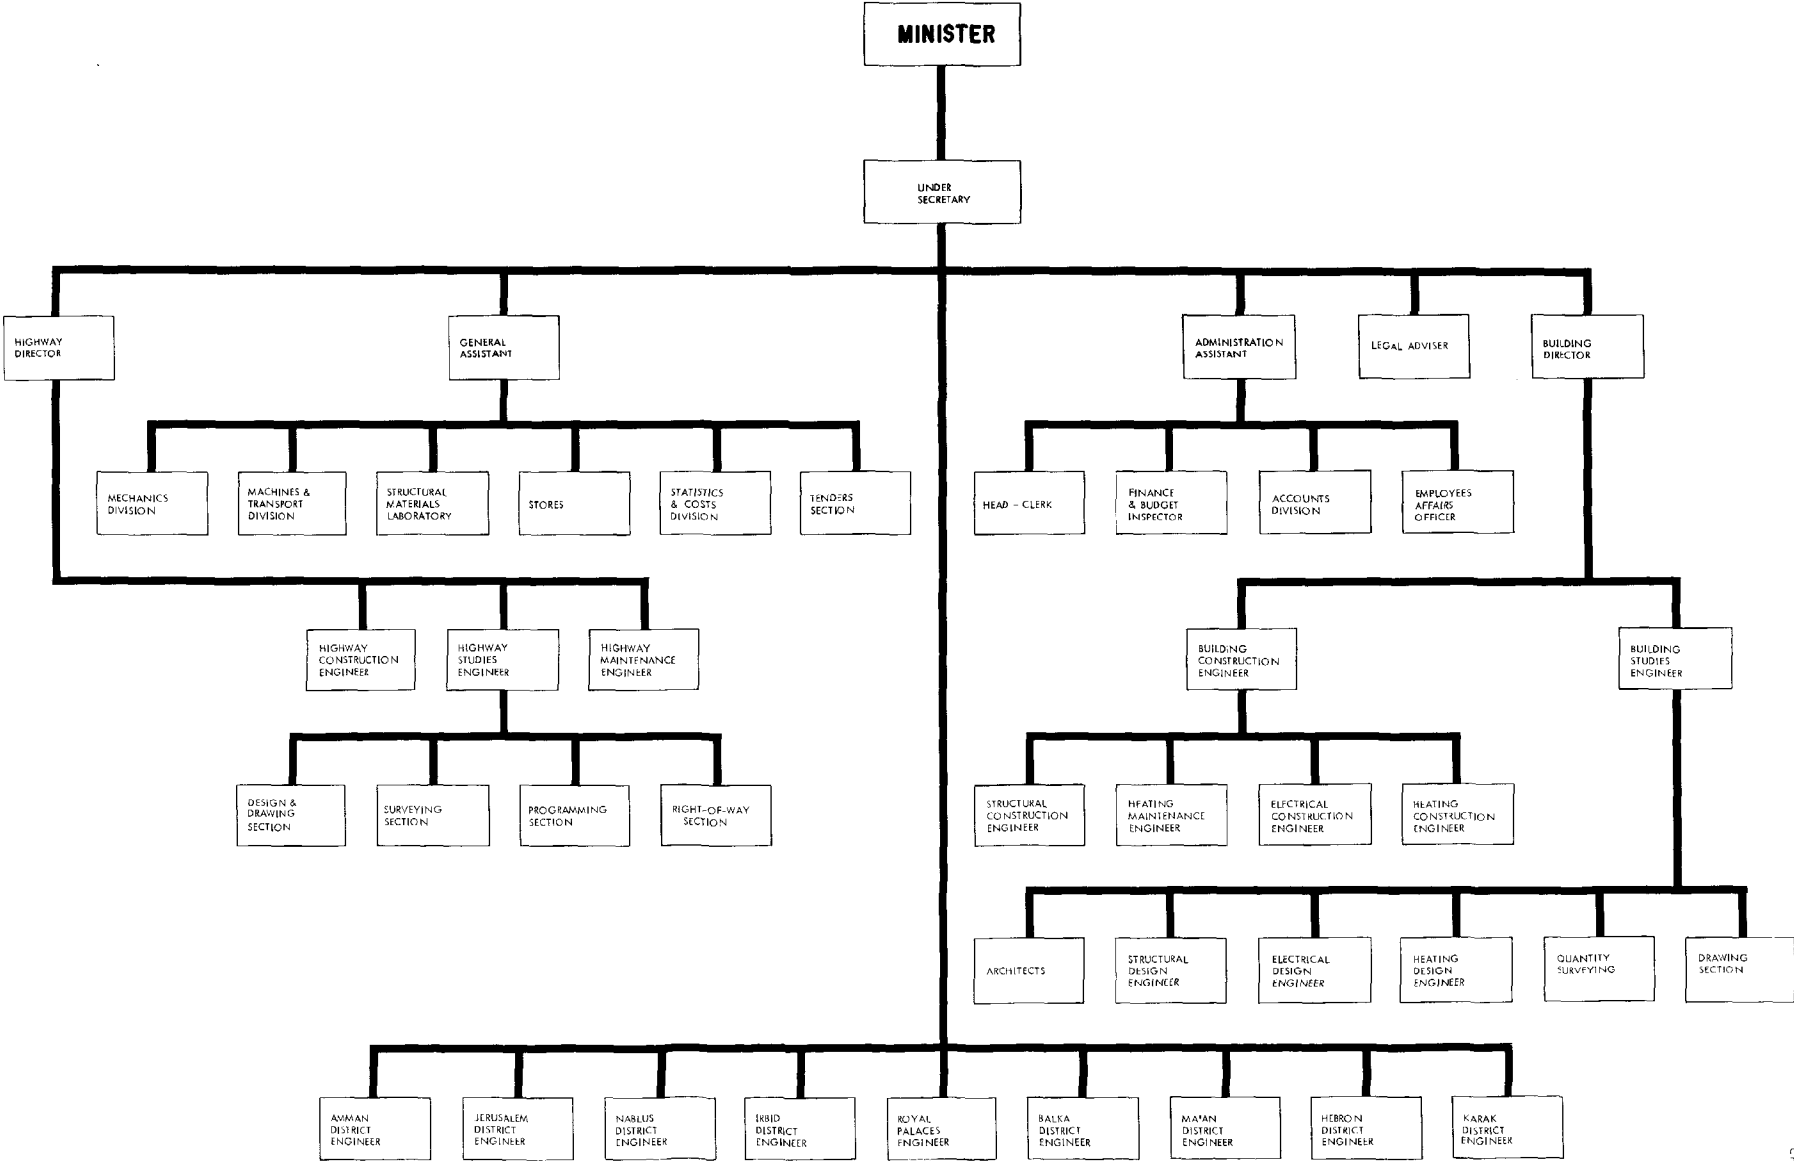 MINISTER
UNDER
SECRETARY
HIGHWAY
DIRECTOR
GENERAL
ASSISTANT
ADMINISTRATION
ASSISTANT
LEGAL ADVISER
BUILDING
DIRECTOR
MECHANICS
DIVISION
MACHINES &
TRANSPORT
DIVISION
STRUCTURAL
MATERIALS
LABORATORY
STORES
STATISTICS
& COSTS
DIVISION
TENDERS
SECTION
HEAD - CLERK
FINANCE
& BUDGET
INSPECTOR
ACCOUNTS
DIVISION
EMPLOYEES
AFFAIRS
OFFICER
HIGHWAY
CONSTRUCTION
ENGINEER
HIGHWAY
STUDIES
ENGINEER
HIGHWAY
MAINTENANCE
ENGINEER
BUILDING
CONSTRUCTION
ENGINEER
BUILDING
STUDIES
ENGINEER
DESIGN &
DRAWING
SECTION
SURVEYING
SECTION
PROGRAMMING
SECTION
RIGHT-OF-WAY
SECTION
STRUCTURAL
CONSTRUCTION
ENGINEER
HEATING
MAINTENANCE
ENGINEER
ELECTRICAL
CONSTRUCTION
ENGINEER
HEATING
CONSTRUCTION
ENGINEER
ARCHITECTS
STRUCTURAL
DESIGN
ENGINEER
ELECTRICAL
DESIGN
ENGINEER
HEATING
DESIGN
ENGINEER
QUANTITY
SURVEYING
DRAWING
SECTION
AMMAN
DISTRICT
ENGINEER
JERUSALEM
DISTRICT
ENGINEER
NABLUS
DISTRICT
ENGINEER
IRBID
DISTRICT
ENGINEER
ROYAL
PALACES
ENGINEER
BALKA
DISTRICT
ENGINEER
MA'AN
DISTRICT
ENGINEER
HEBRON
DISTRICT
ENGINEER
KARAK
DISTRICT
ENGINEER